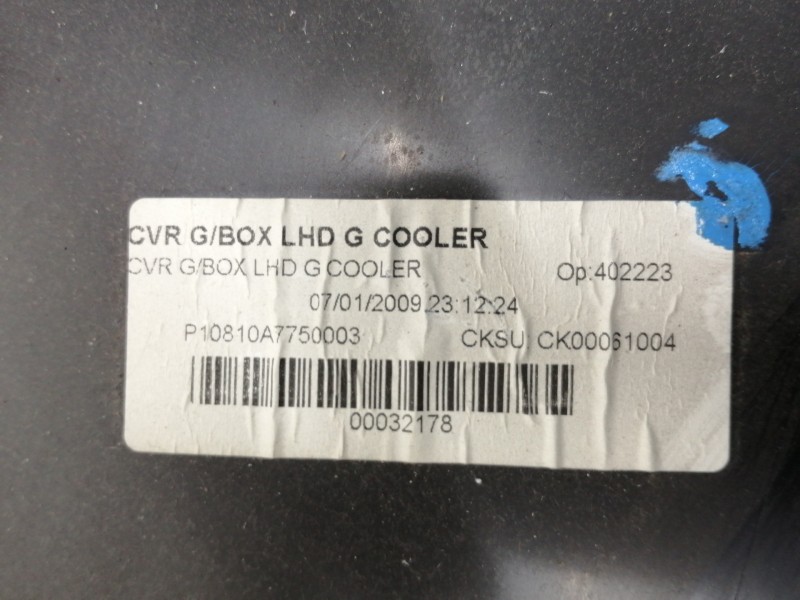 CVR G/BOX LHD G COOLER
CVR G/BOX LHD G COOLER Op:402223
07/01/2009 23:12:24
P10810A7750003 CKSU: CK00061004
00032178